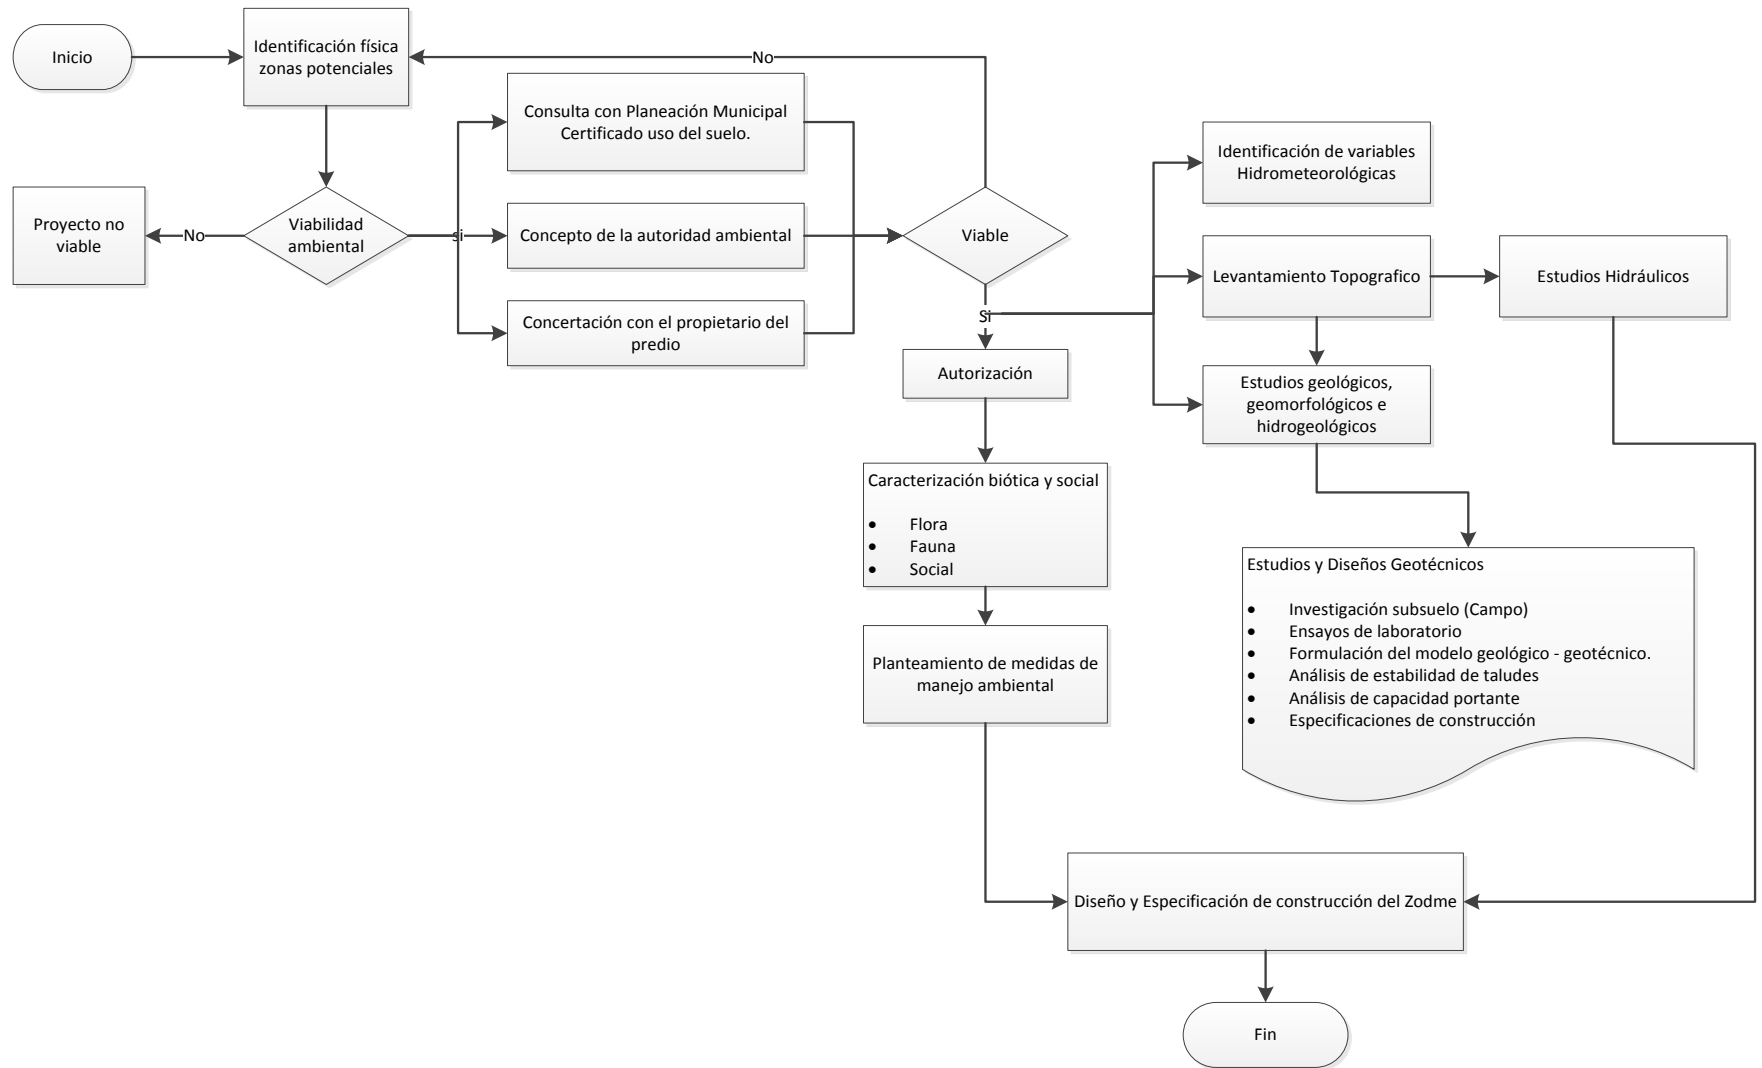 Inicio
Identificación física
zonas potenciales
No
Consulta con Planeación Municipal
Certificado uso del suelo.
Identificación de variables
Hidrometeorológicas
Proyecto no
viable
No
Viabilidad
ambiental
si
Concepto de la autoridad ambiental
Viable
Levantamiento Topografico
Estudios Hidráulicos
Concertación con el propietario del
predio
Si
Autorización
Estudios geológicos,
geomorfológicos e
hidrogeológicos
Caracterización biótica y social
• Flora
• Fauna
• Social
Estudios y Diseños Geotécnicos
• Investigación subsuelo (Campo)
• Ensayos de laboratorio
• Formulación del modelo geológico - geotécnico.
• Análisis de estabilidad de taludes
• Análisis de capacidad portante
• Especificaciones de construcción
Planteamiento de medidas de
manejo ambiental
Diseño y Especificación de construcción del Zodme
Fin